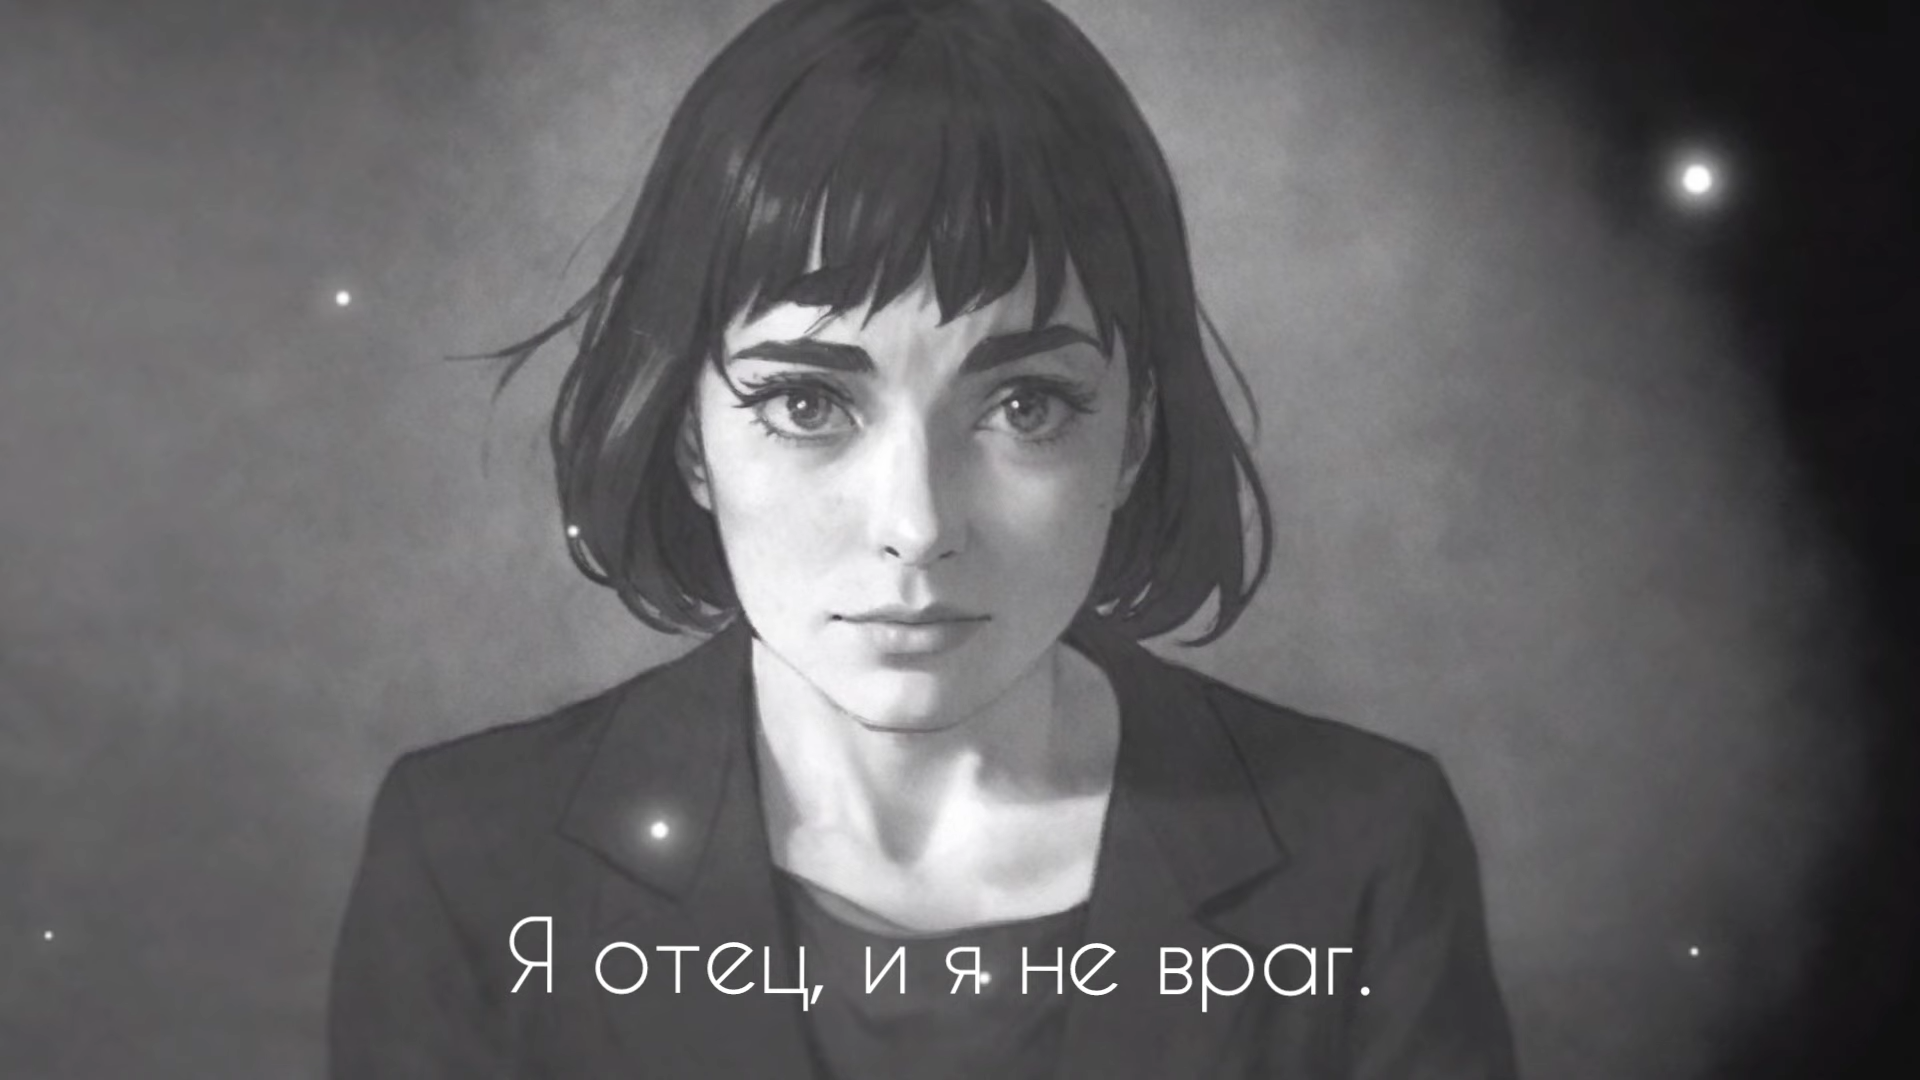 Я отец, и я не враг.